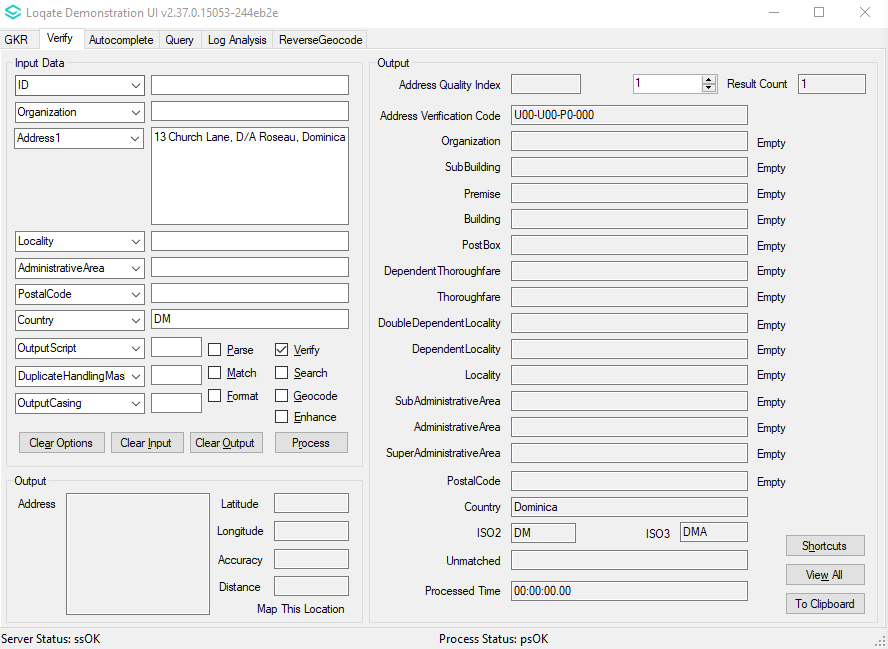 Loqate Demonstration UI v2.37.0.15053-244eb2e
GKR Verify Autocomplete Query Log Analysis ReverseGeocode
Input Data
ID
Organization
Address1 13 Church Lane, D/A Roseau, Dominica
Locality
AdministrativeArea
PostalCode
Country DM
OutputScript Parse Verify
DuplicateHandlingMas Match Search
OutputCasing Format Geocode
Enhance
Clear Options Clear Input Clear Output Process
Output
Address Latitude
Longitude
Accuracy
Distance
Map This Location
Output
Address Quality Index 1 Result Count 1
Address Verification Code U00-U00-P0-000
Organization Empty
SubBuilding Empty
Premise Empty
Building Empty
PostBox Empty
DependentThoroughfare Empty
Thoroughfare Empty
DoubleDependentLocality Empty
DependentLocality Empty
Locality Empty
SubAdministrativeArea Empty
AdministrativeArea Empty
SuperAdministrativeArea Empty
PostalCode Empty
Country Dominica
ISO2 DM ISO3 DMA
Unmatched
Processed Time 00:00:00.00
Shortcuts
View All
To Clipboard
Server Status: ssOK Process Status: psOK